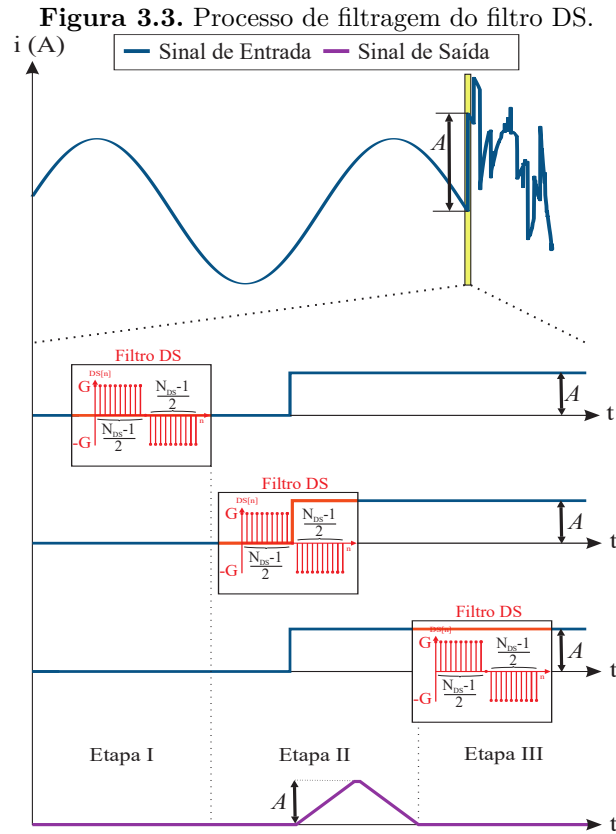 Figura 3.3. Processo de filtragem do filtro DS.
i (A)
Sinal de Entrada
Sinal de Saída
A
Filtro DS
DS[n]
G
N_DS-1
2
n
-G
N_DS-1
2
A
t
Filtro DS
DS[n]
G
N_DS-1
2
n
-G
N_DS-1
2
A
t
Filtro DS
DS[n]
G
N_DS-1
2
n
-G
N_DS-1
2
A
t
Etapa I
Etapa II
Etapa III
A
t